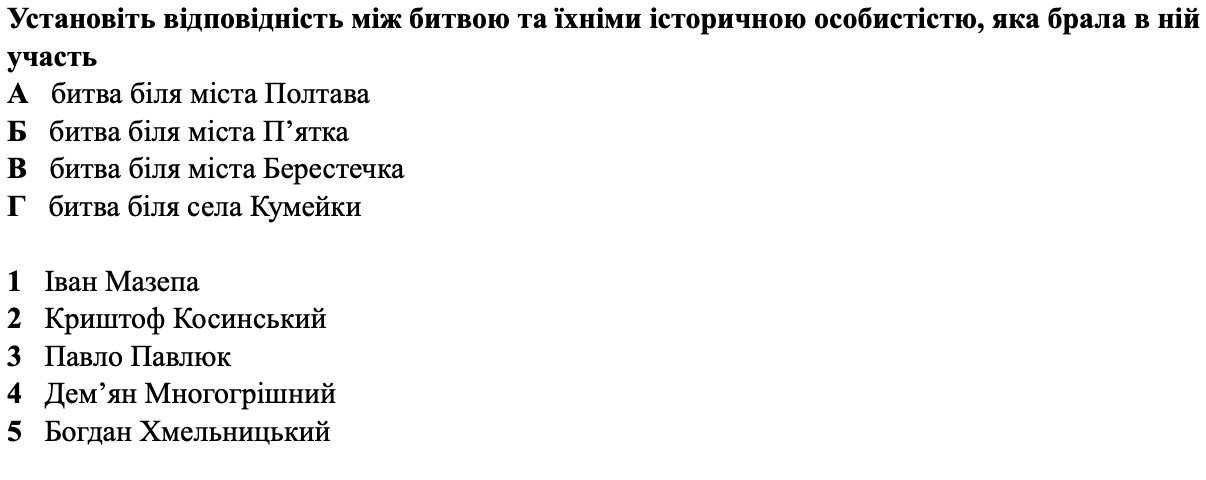 Установіть відповідність між битвою та їхніми історичною особистістю, яка брала в ній
участь
А битва біля міста Полтава
Б битва біля міста П’ятка
В битва біля міста Берестечка
Г битва біля села Кумейки
1 Іван Мазепа
2 Криштоф Косинський
3 Павло Павлюк
4 Дем’ян Многогрішний
5 Богдан Хмельницький